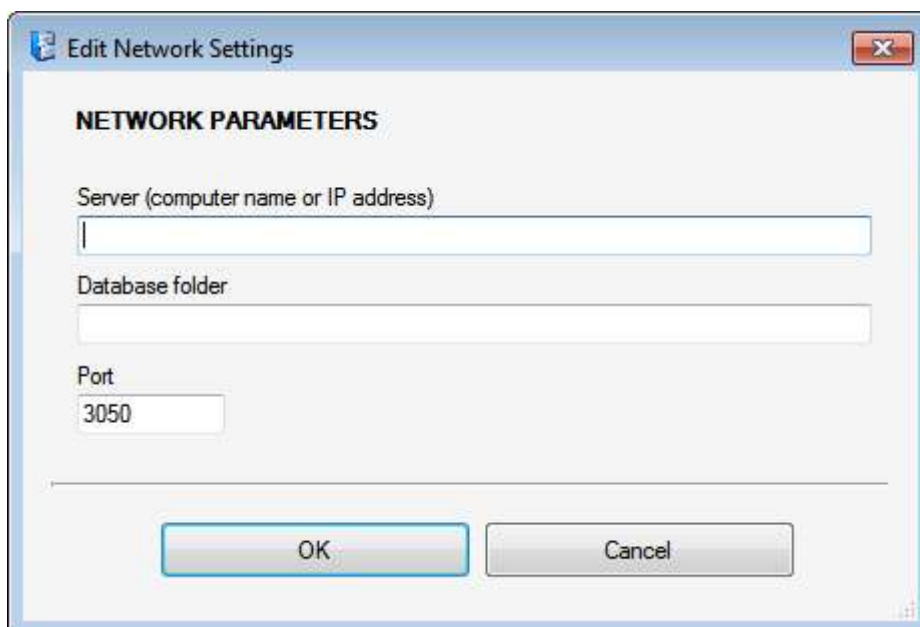 Edit Network Settings
NETWORK PARAMETERS
Server (computer name or IP address)
Database folder
Port
3050
OK
Cancel